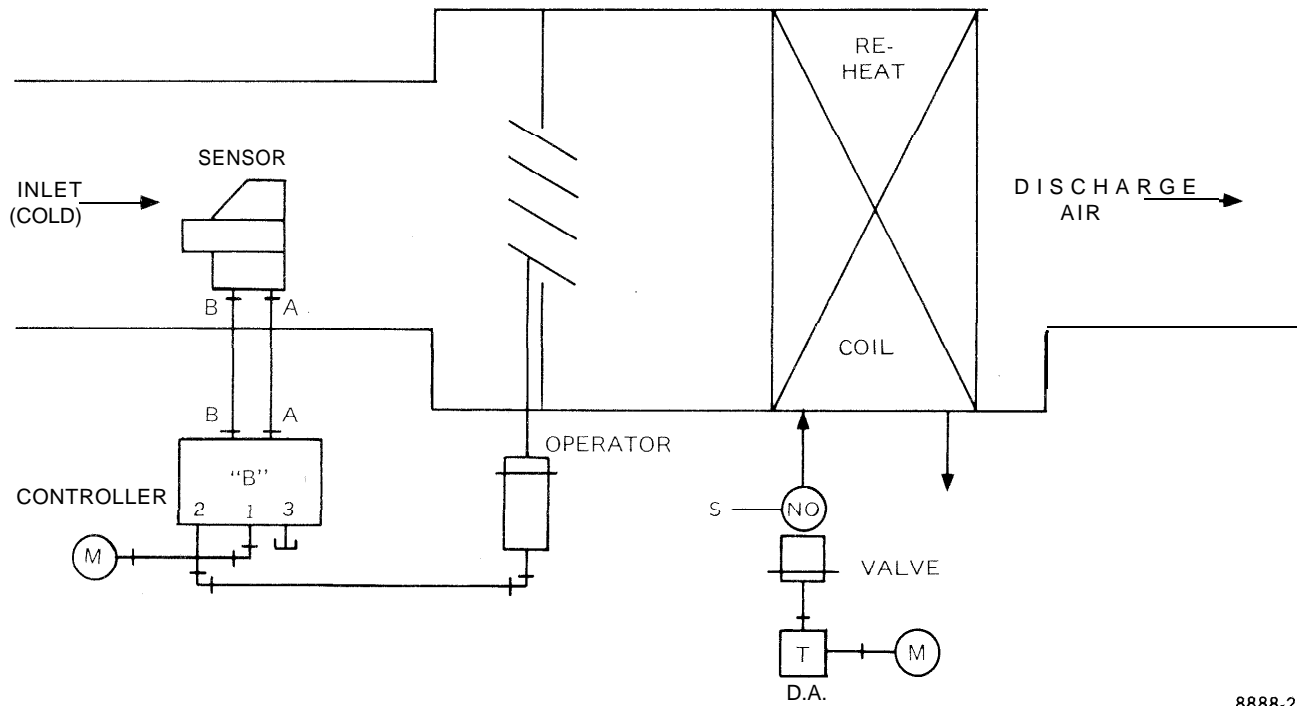 RE-
HEAT
SENSOR
INLET
(COLD)
DISCHARGE
AIR
B A
COIL
B A
OPERATOR
"B"
CONTROLLER
2 1 3
S NO
M
VALVE
T M
D.A.
8888-2